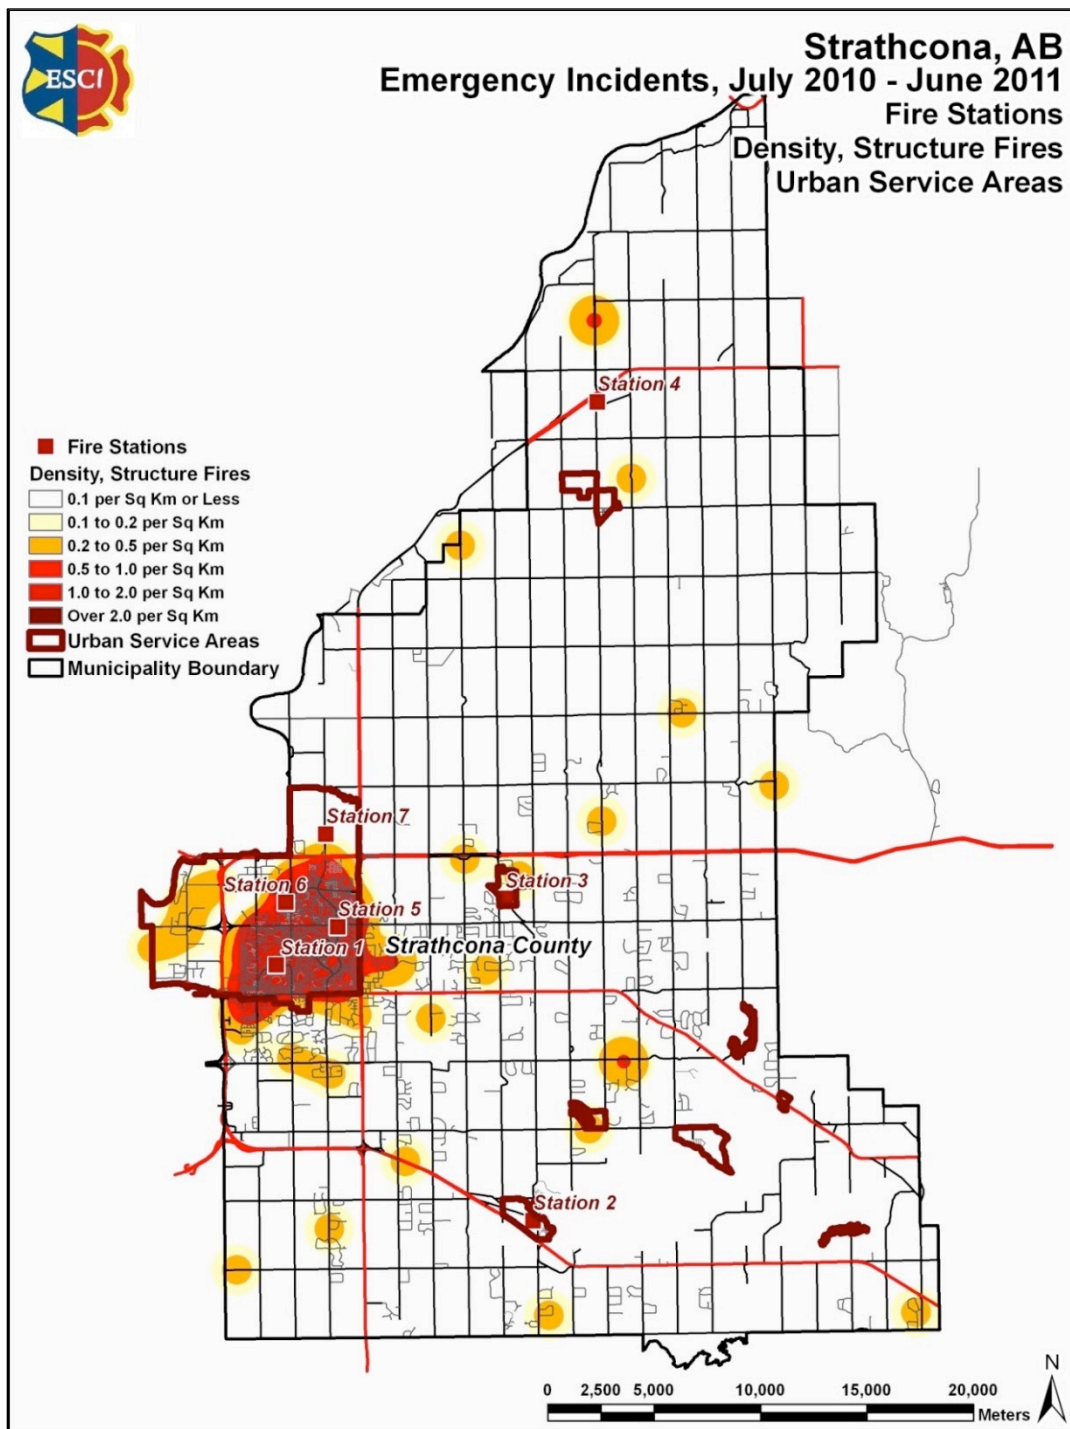 ESCI
Strathcona, AB
Emergency Incidents, July 2010 - June 2011
Fire Stations
Density, Structure Fires
Urban Service Areas
Station 4
Fire Stations
Density, Structure Fires
0.1 per Sq Km or Less
0.1 to 0.2 per Sq Km
0.2 to 0.5 per Sq Km
0.5 to 1.0 per Sq Km
1.0 to 2.0 per Sq Km
Over 2.0 per Sq Km
Urban Service Areas
Municipality Boundary
Station 7
Station 6
Station 3
Station 5
Strathcona County
Station 1
Station 2
N
0 2,500 5,000 10,000 15,000 20,000
Meters